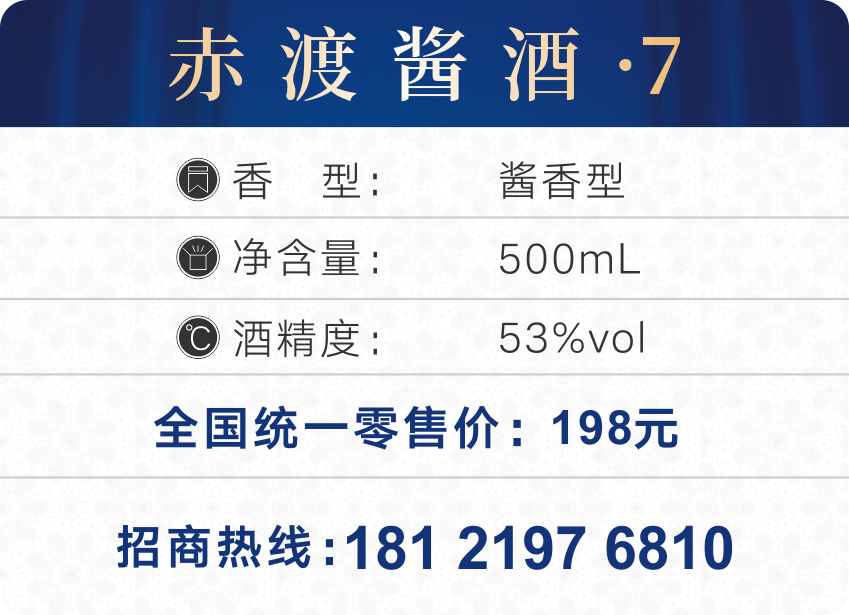 赤渡酱酒·7
香型: 酱香型
净含量: 500mL
℃ 酒精度: 53%vol
全国统一零售价: 198元
招商热线:181 2197 6810